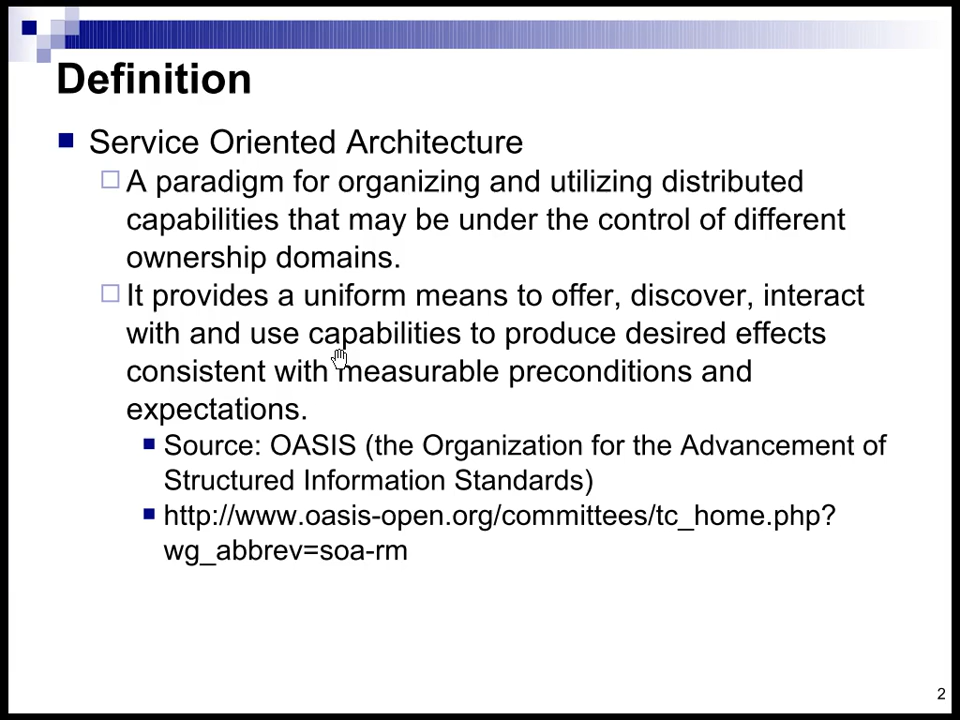 Definition
Service Oriented Architecture
A paradigm for organizing and utilizing distributed
capabilities that may be under the control of different
ownership domains.
It provides a uniform means to offer, discover, interact
with and use capabilities to produce desired effects
consistent with measurable preconditions and
expectations.
Source: OASIS (the Organization for the Advancement of
Structured Information Standards)
http://www.oasis-open.org/committees/tc_home.php?
wg_abbrev=soa-rm
2